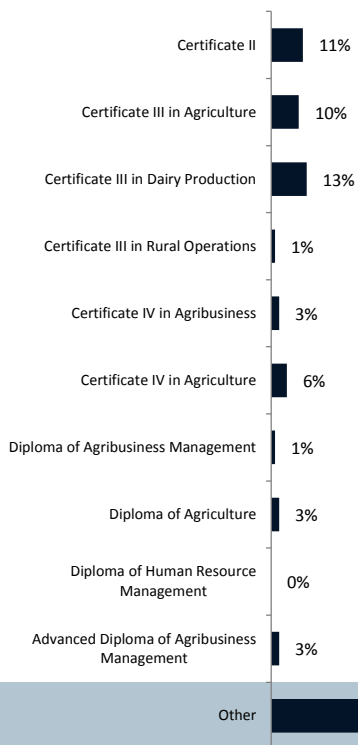 Certificate II 11%
Certificate III in Agriculture 10%
Certificate III in Dairy Production 13%
Certificate III in Rural Operations 1%
Certificate IV in Agribusiness 3%
Certificate IV in Agriculture 6%
Diploma of Agribusiness Management 1%
Diploma of Agriculture 3%
Diploma of Human Resource
Management 0%
Advanced Diploma of Agribusiness
Management 3%
Other